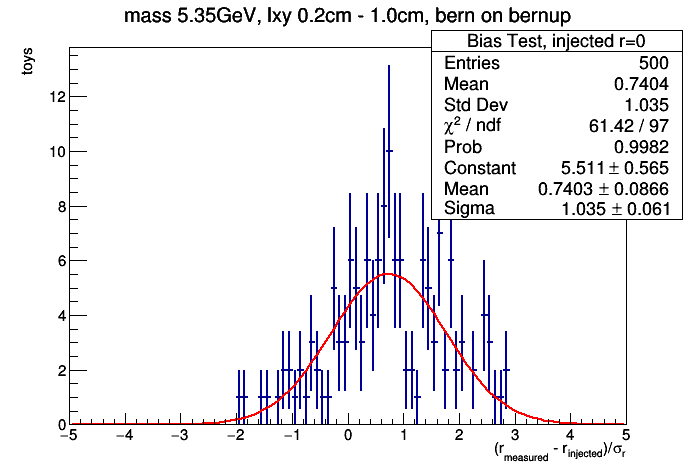 mass 5.35GeV, lxy 0.2cm - 1.0cm, bern on bernup
toys
Bias Test, injected r=0
Entries 500
Mean 0.7404
Std Dev 1.035
χ² / ndf 61.42 / 97
Prob 0.9982
Constant 5.511 ± 0.565
Mean 0.7403 ± 0.0866
Sigma 1.035 ± 0.061
12
10
8
6
4
2
0
−5 −4 −3 −2 −1 0 1 2 3 4 5
(r_measured - r_injected)/σ_r